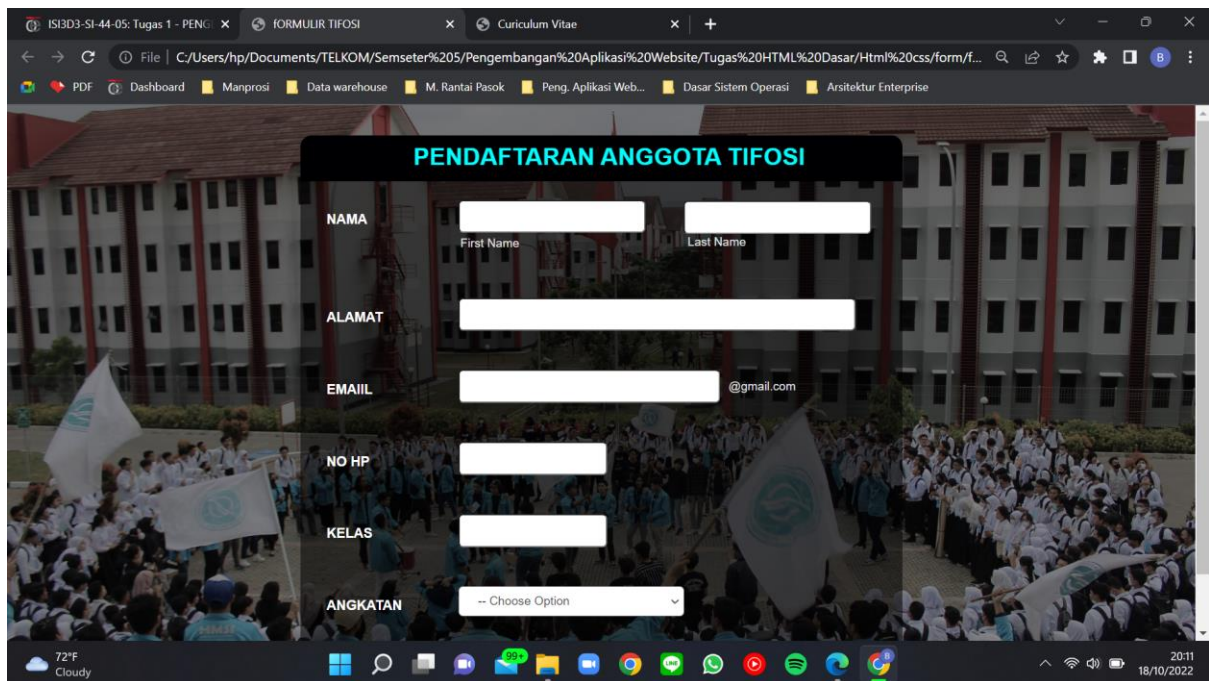 ISI3D3-SI-44-05: Tugas 1 - PENG
fORMULIR TIFOSI
Curiculum Vitae
File
C:/Users/hp/Documents/TELKOM/Semseter%205/Pengembangan%20Aplikasi%20Website/Tugas%20HTML%20Dasar/Html%20css/form/f...
B
PDF
Dashboard
Manprosi
Data warehouse
M. Rantai Pasok
Peng. Aplikasi Web...
Dasar Sistem Operasi
Arsitektur Enterprise
PENDAFTARAN ANGGOTA TIFOSI
NAMA
First Name
Last Name
ALAMAT
EMAIIL
@gmail.com
NO HP
KELAS
ANGKATAN
-- Choose Option
HMSI
72°F
Cloudy
99+
LINE
B
20:11
18/10/2022